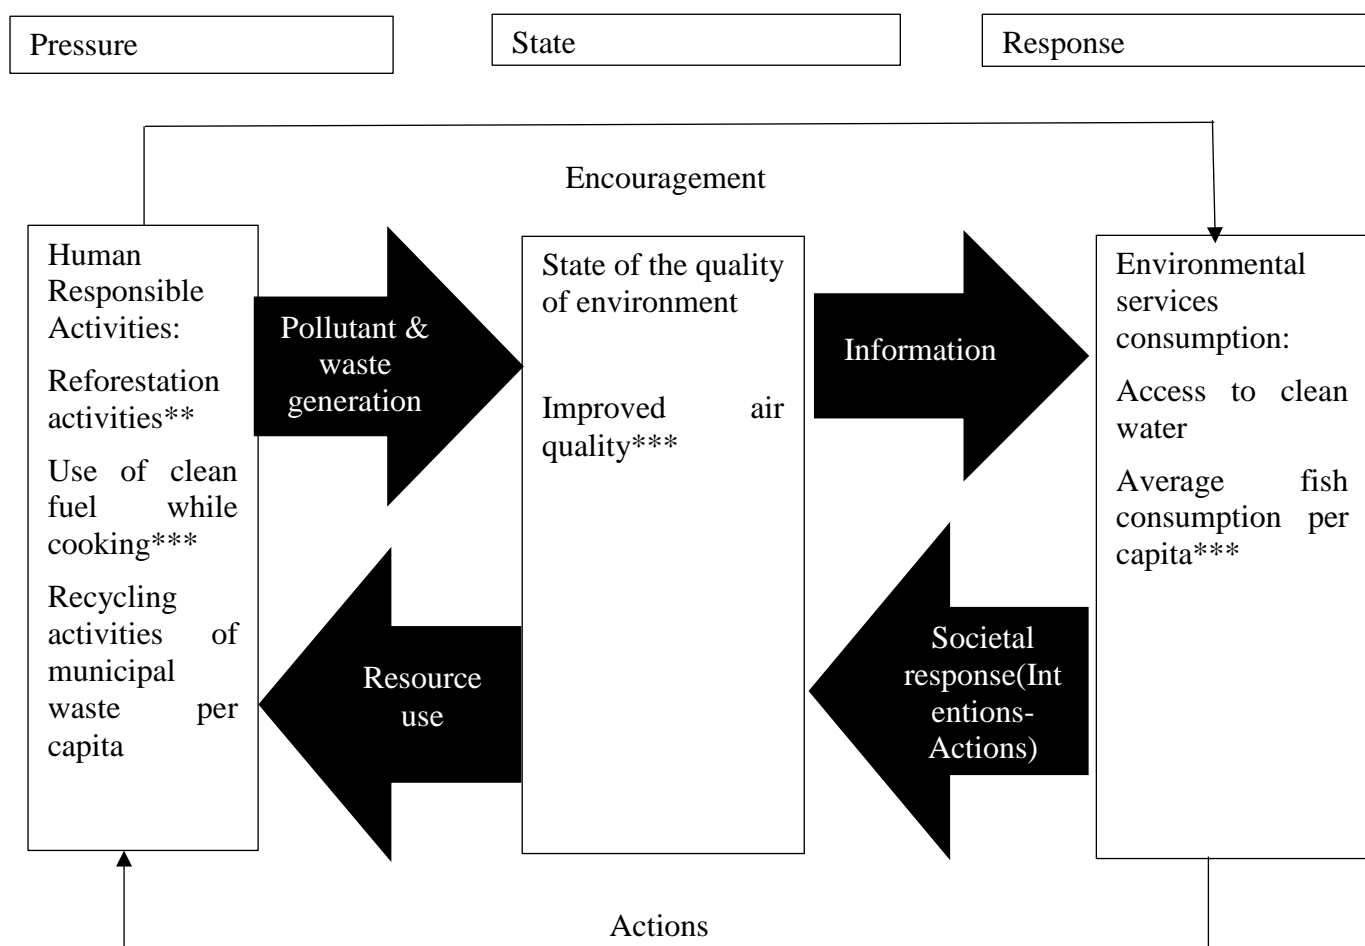 Pressure
State
Response
Encouragement
Human
Responsible
Activities:
Reforestation
activities**
Use of clean
fuel while
cooking***
Recycling
activities of
municipal
waste per
capita
Pollutant &
waste
generation
Resource
use
State of the quality
of environment
Improved air
quality***
Information
Societal
response(Int
entions-
Actions)
Environmental
services
consumption:
Access to clean
water
Average fish
consumption per
capita***
Actions